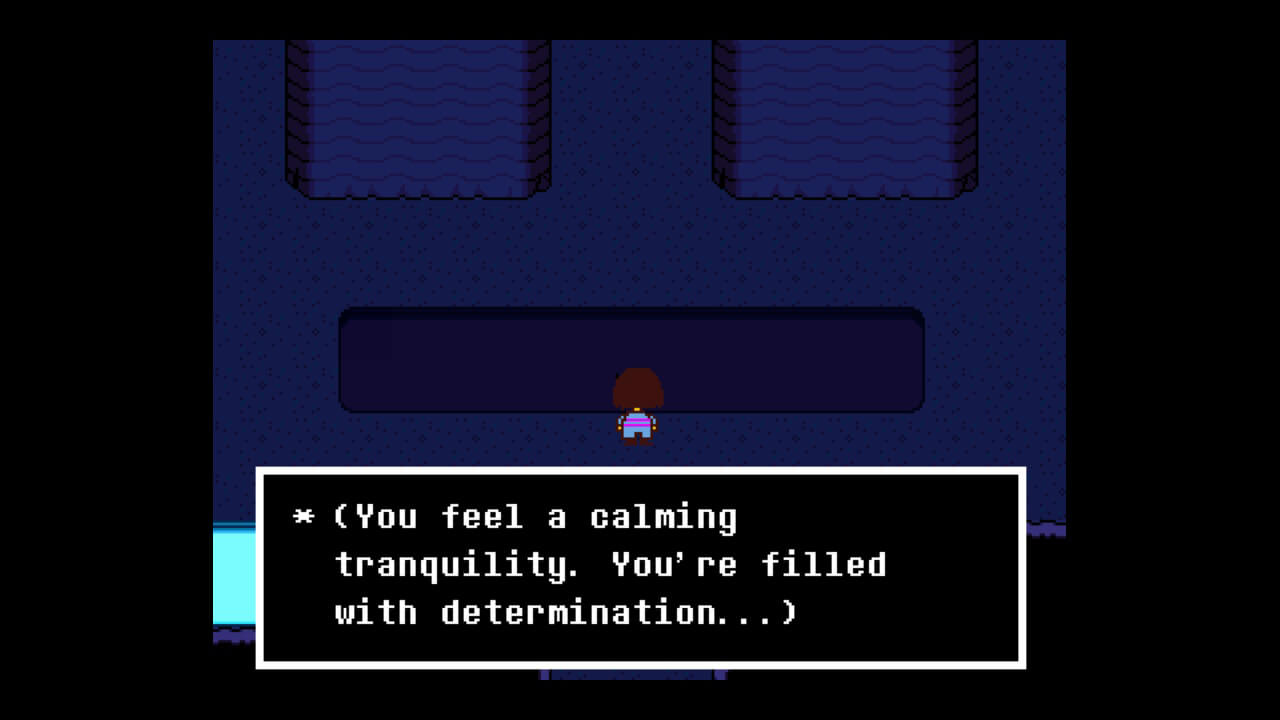 * (You feel a calming
tranquility. You're filled
with determination...)